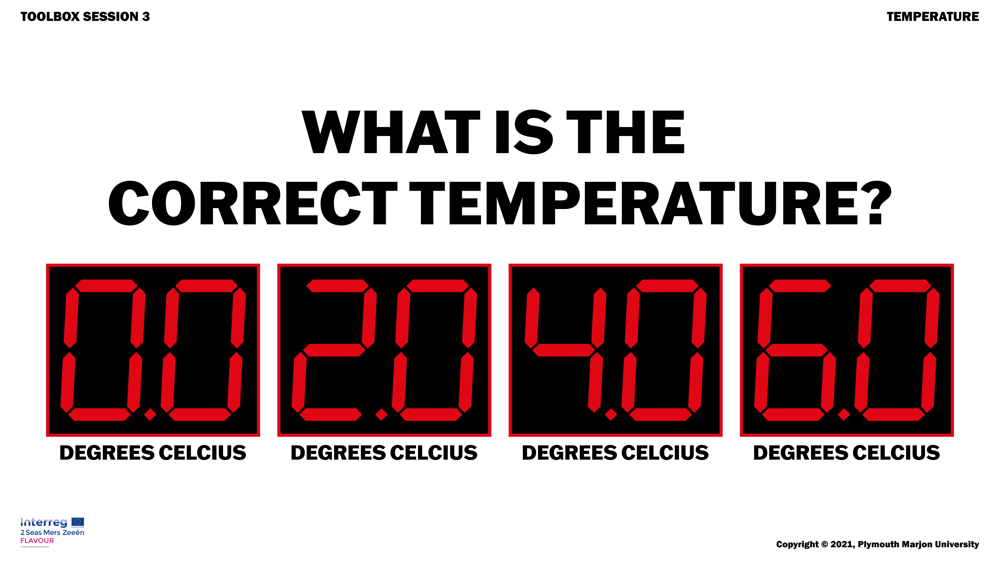 TOOLBOX SESSION 3
TEMPERATURE
WHAT IS THE
CORRECT TEMPERATURE?
0.0
DEGREES CELCIUS
2.0
DEGREES CELCIUS
4.0
DEGREES CELCIUS
6.0
DEGREES CELCIUS
Interreg
EUROPEAN UNION
2 Seas Mers Zeeën
FLAVOUR
European Regional Development Fund
Copyright © 2021, Plymouth Marjon University